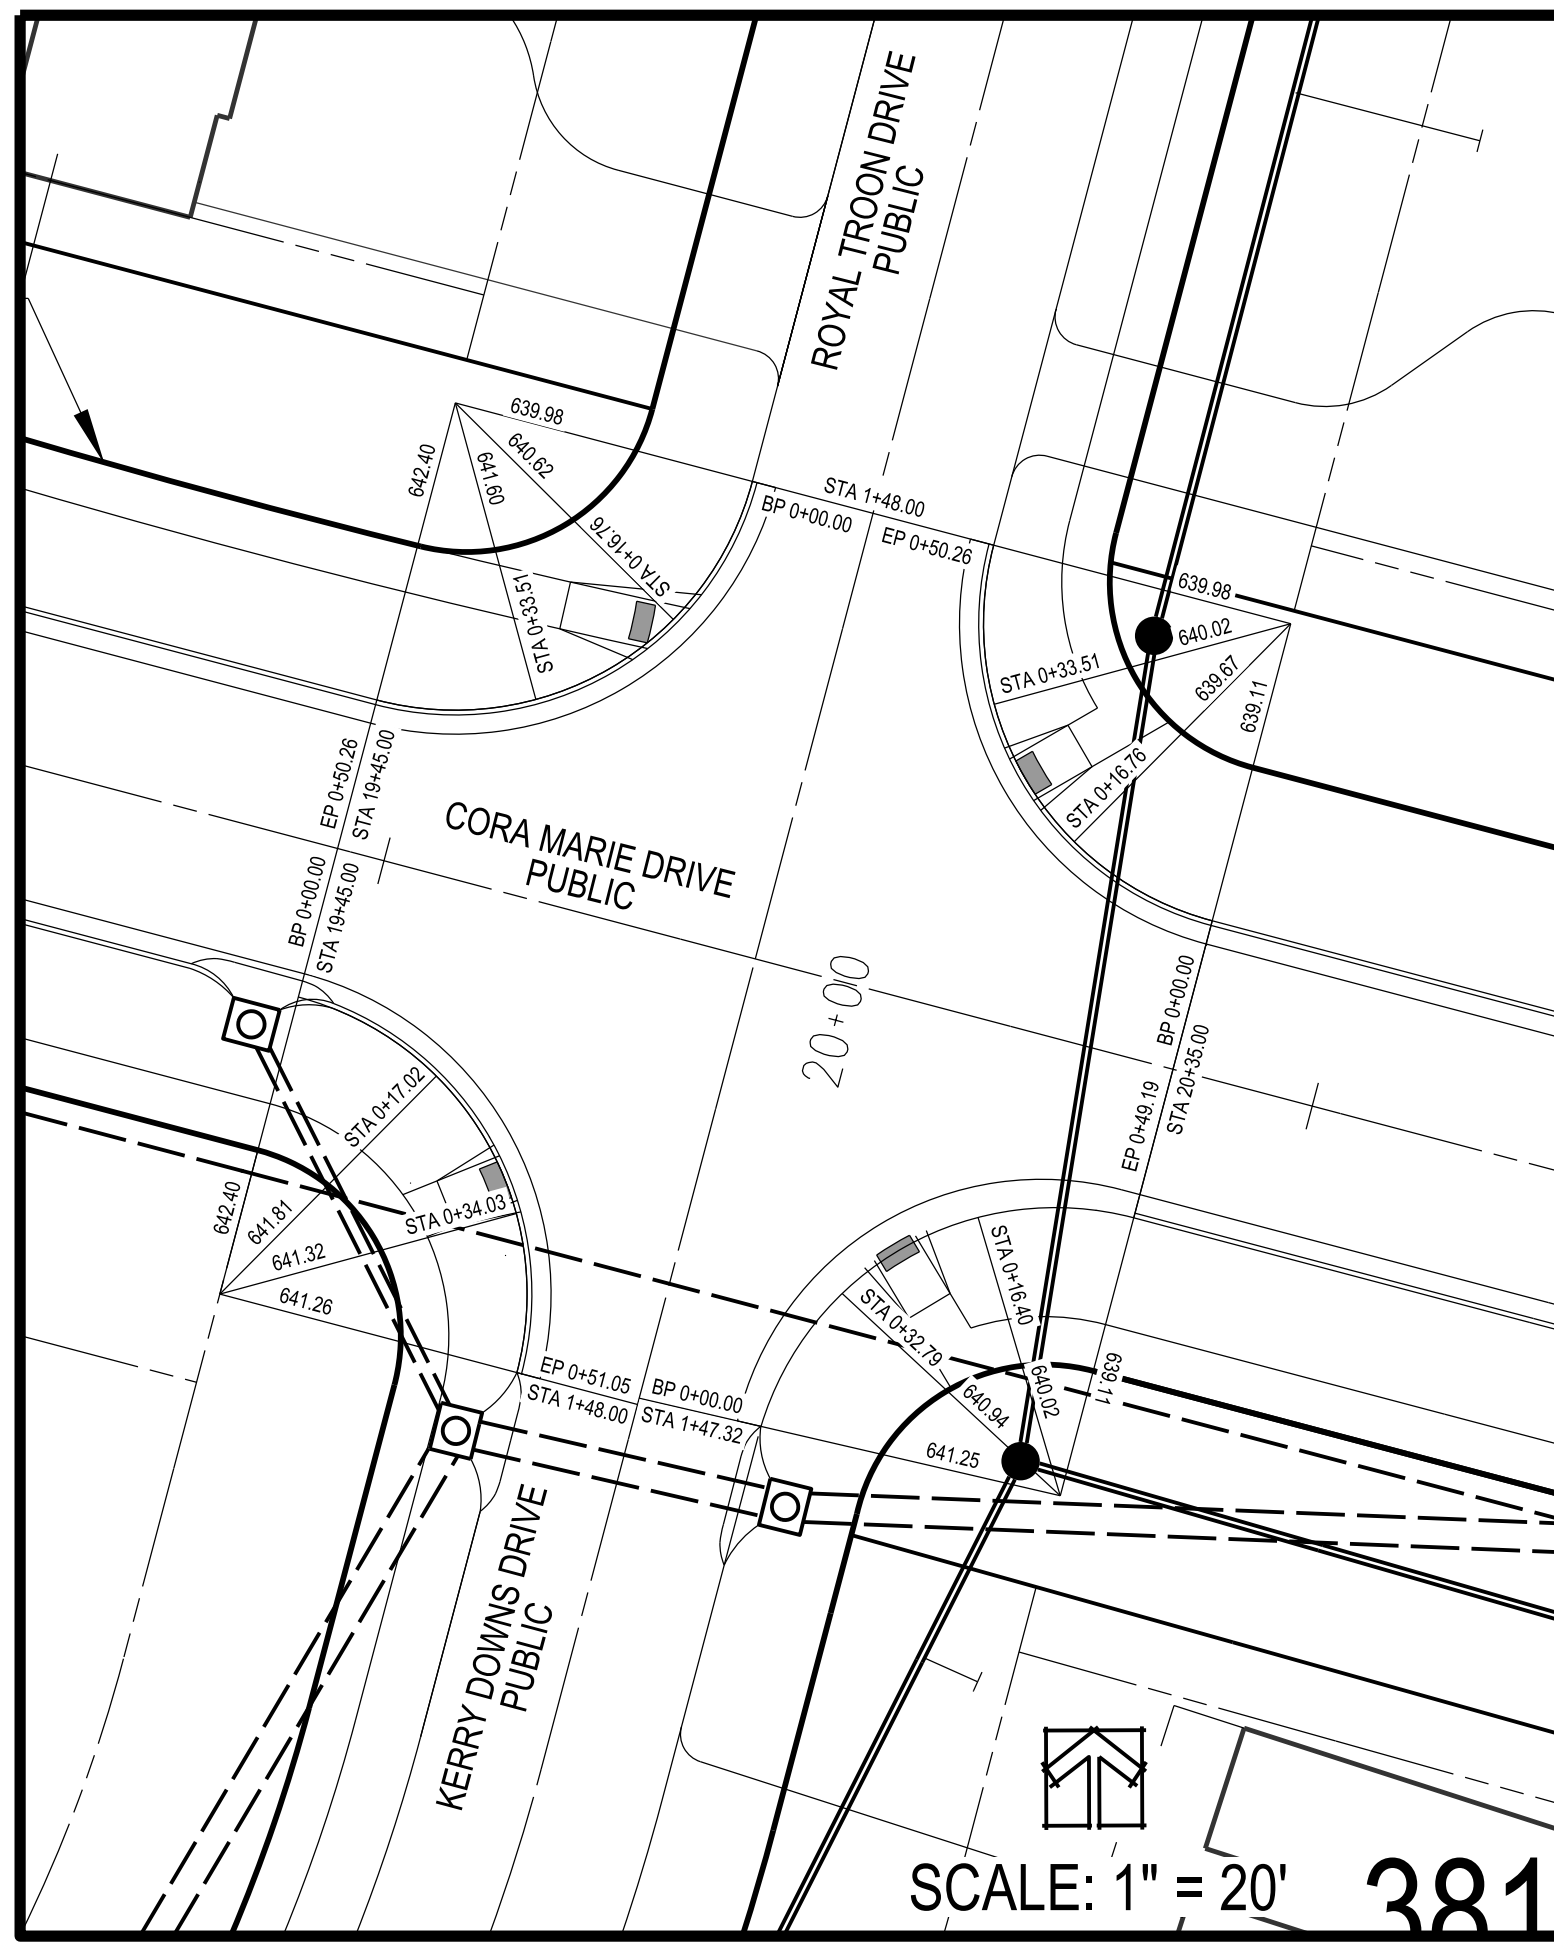 ROYAL TROON DRIVE
PUBLIC
639.98
640.62
641.60
642.40
STA 0+16.76
STA 0+33.51
STA 1+48.00
BP 0+00.00
EP 0+50.26
639.98
640.02
639.67
639.11
STA 0+33.51
STA 0+16.76
EP 0+50.26
STA 19+45.00
BP 0+00.00
STA 19+45.00
CORA MARIE DRIVE
PUBLIC
20+00
BP 0+00.00
STA 20+35.00
EP 0+49.19
STA 0+17.02
STA 0+34.03
642.40
641.81
641.32
641.26
EP 0+51.05
STA 1+48.00
BP 0+00.00
STA 1+47.32
STA 0+16.40
STA 0+32.79
639.11
640.02
640.94
641.25
KERRY DOWNS DRIVE
PUBLIC
SCALE: 1" = 20'
381